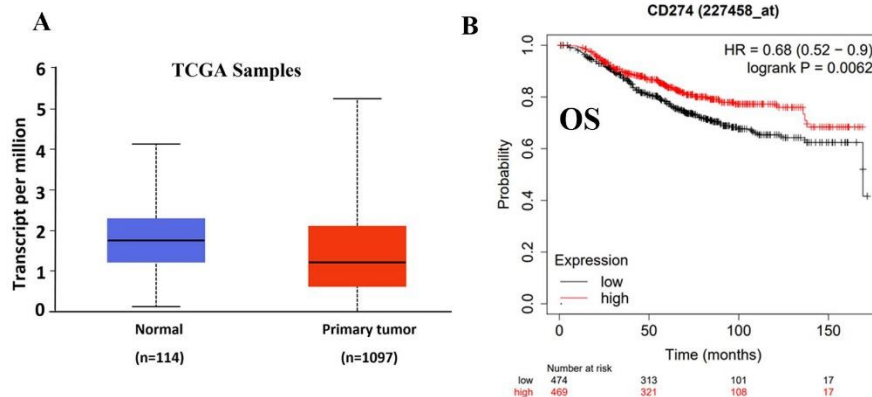 A
TCGA Samples
Transcript per million
6
5
4
3
2
1
0
Normal
Primary tumor
(n=114)
(n=1097)
B
CD274 (227458_at)
HR = 0.68 (0.52 − 0.9)
logrank P = 0.0062
OS
Probability
1.0
0.8
0.6
0.4
0.2
0.0
Expression
low
high
0
50
100
150
Time (months)
Number at risk
low 474 313 101 17
high 469 321 108 17